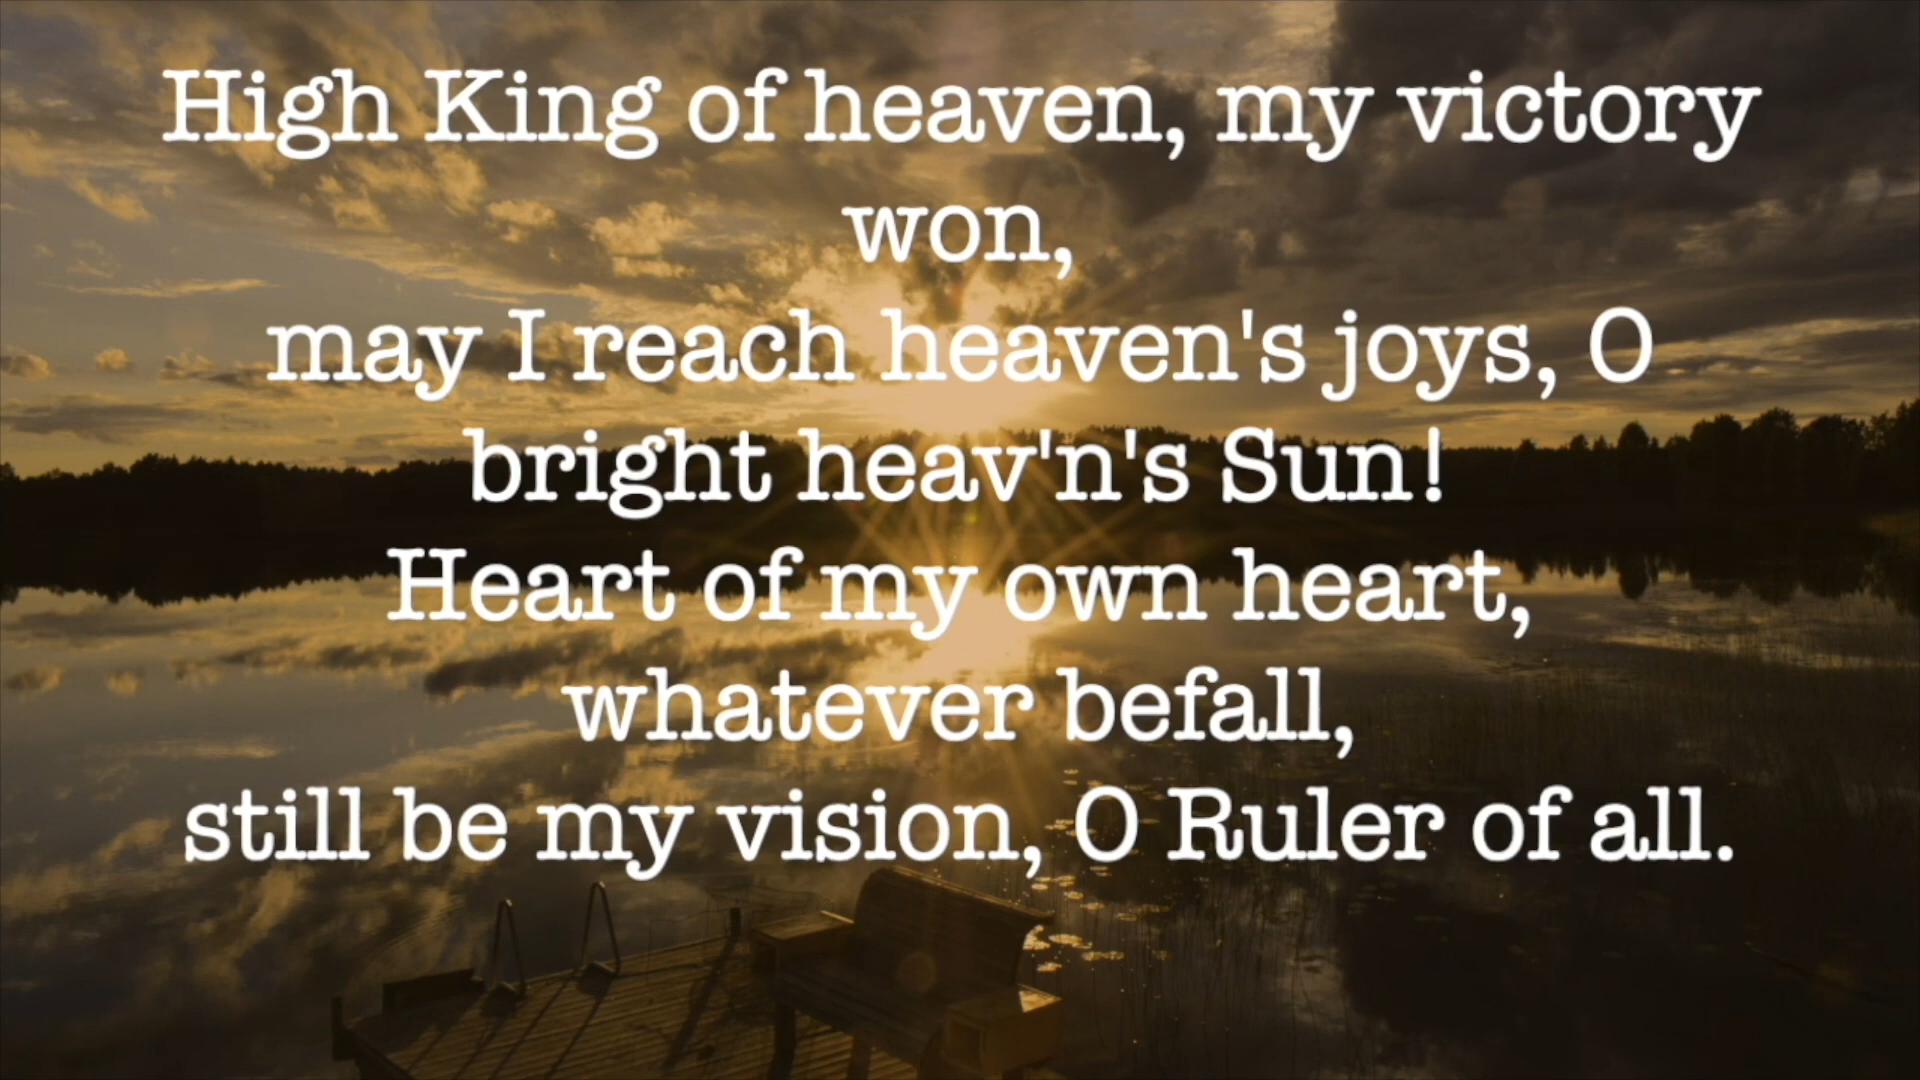 High King of heaven, my victory
won,
may I reach heaven's joys, O
bright heav'n's Sun!
Heart of my own heart,
whatever befall,
still be my vision, O Ruler of all.